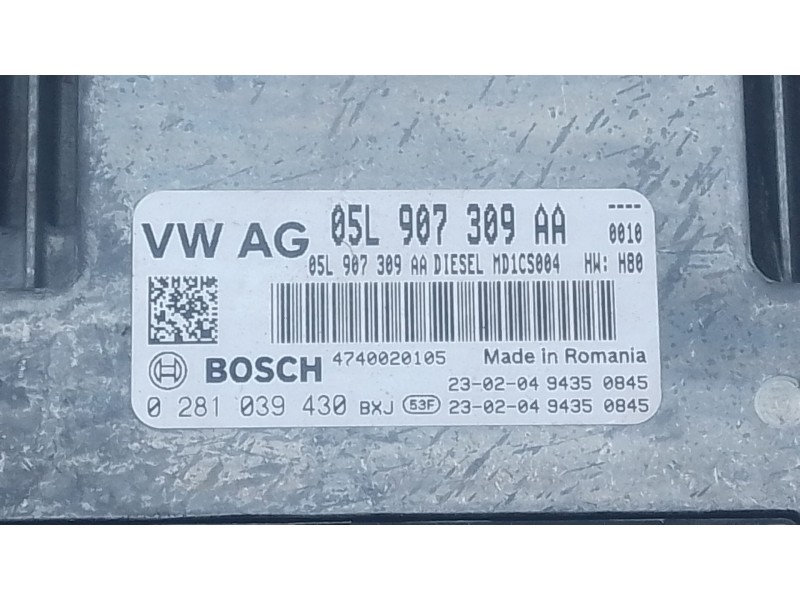 VW AG 05L 907 309 AA ----
0010
05L 907 309 AA DIESEL MD1CS004 HW: H80
4740020105 Made in Romania
BOSCH
23-02-04 9435 0845
0 281 039 430 BXJ 53F 23-02-04 9435 0845